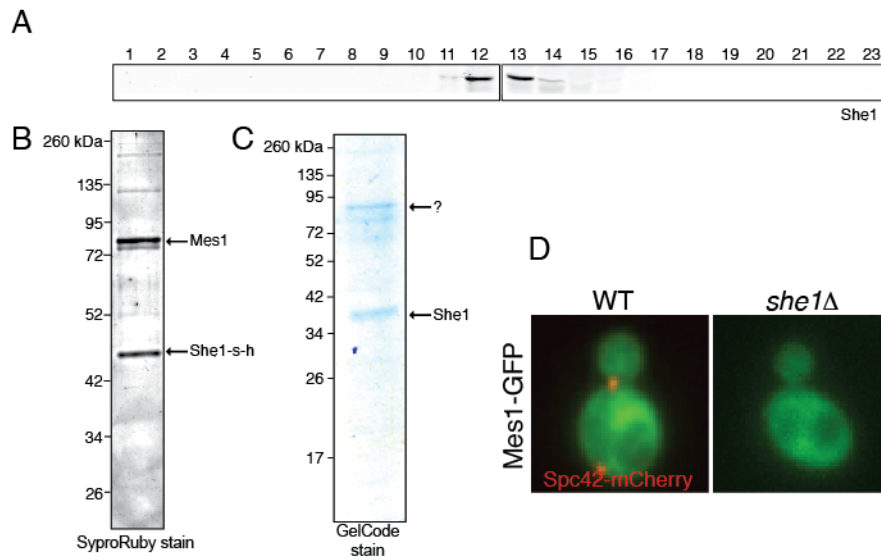 A
1 2 3 4 5 6 7 8 9 10 11 12 13 14 15 16 17 18 19 20 21 22 23
She1
B
260 kDa
135
95
72
52
42
34
26
Mes1
She1-s-h
SyproRuby stain
C
260 kDa
135
95
72
52
42
34
26
17
?
She1
GelCode
stain
D
WT
she1Δ
Mes1-GFP
Spc42-mCherry